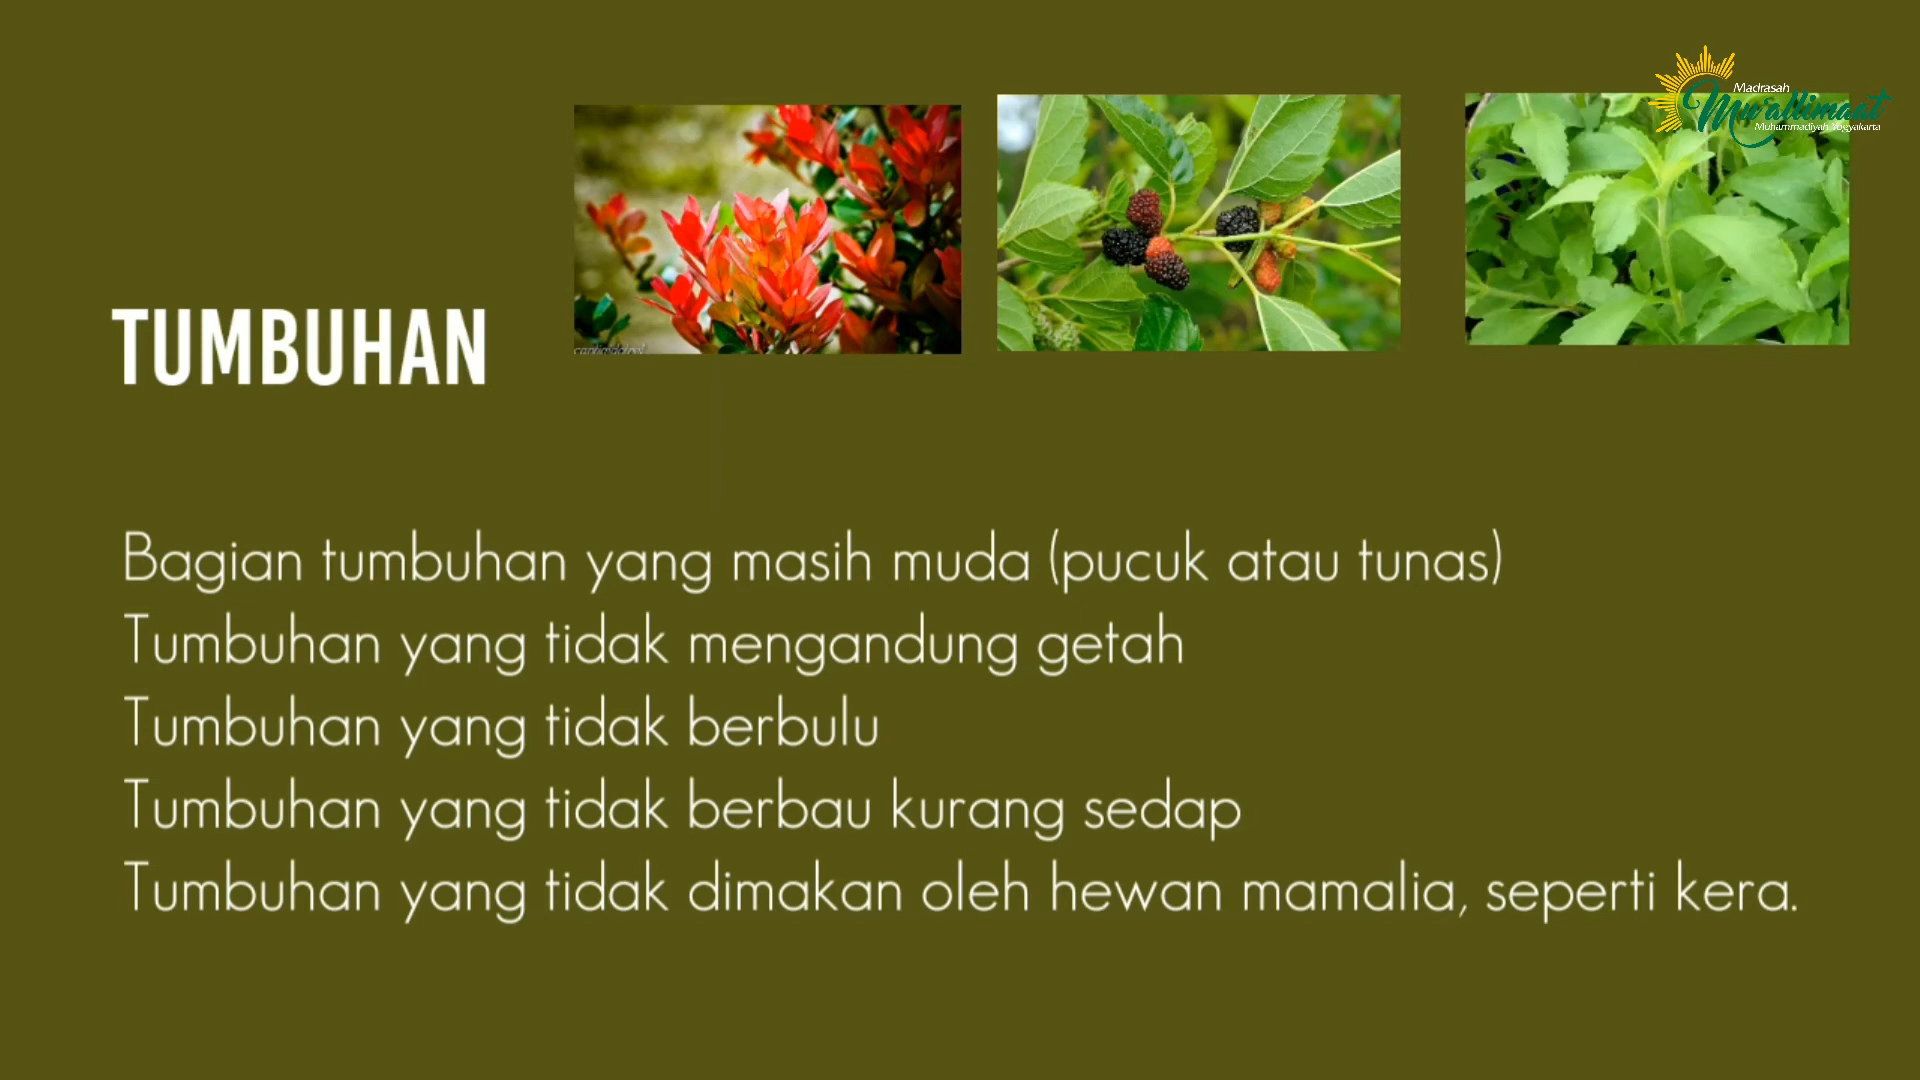 Madrasah
Mu'allimaat
Muhammadiyah Yogyakarta
TUMBUHAN
Bagian tumbuhan yang masih muda (pucuk atau tunas)
Tumbuhan yang tidak mengandung getah
Tumbuhan yang tidak berbulu
Tumbuhan yang tidak berbau kurang sedap
Tumbuhan yang tidak dimakan oleh hewan mamalia, seperti kera.